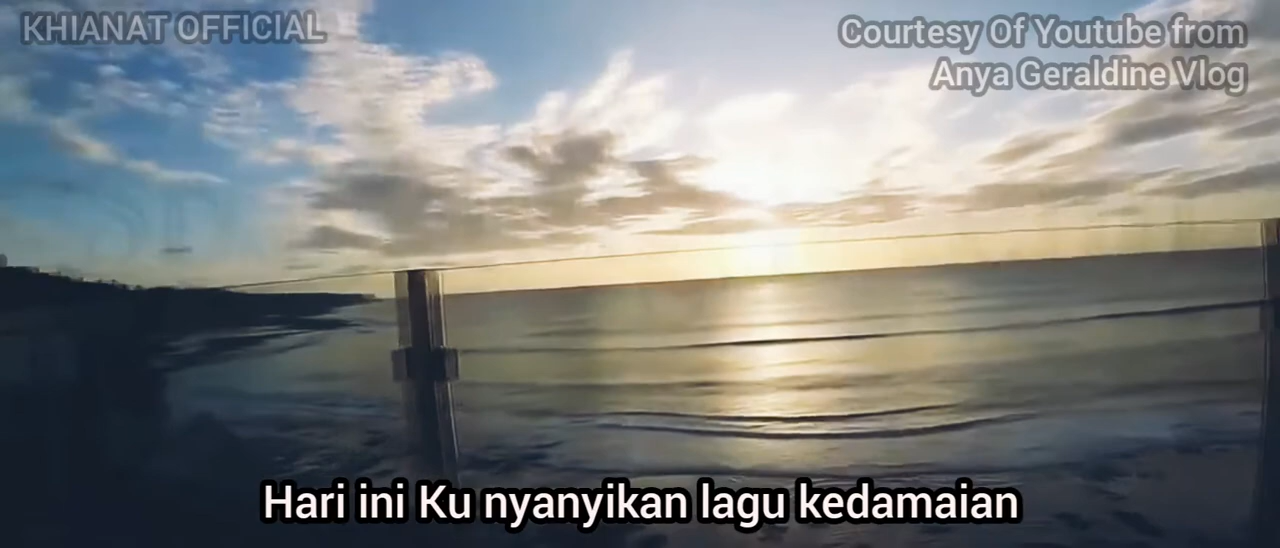 KHIANAT OFFICIAL
Courtesy Of Youtube from
Anya Geraldine Vlog
Hari ini Ku nyanyikan lagu kedamaian